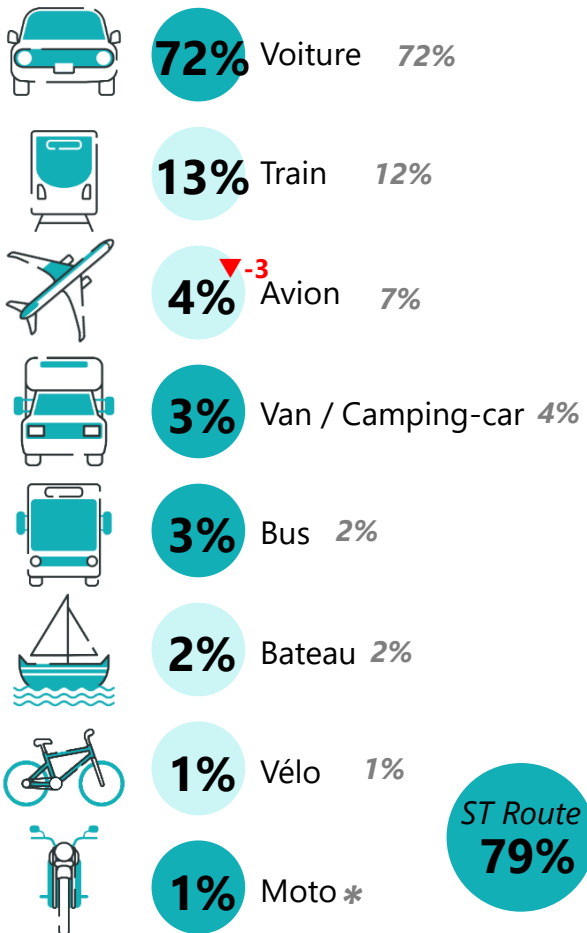 72% Voiture 72%
13% Train 12%
▼-3
4% Avion 7%
3% Van / Camping-car 4%
3% Bus 2%
2% Bateau 2%
1% Vélo 1%
ST Route
79%
1% Moto *